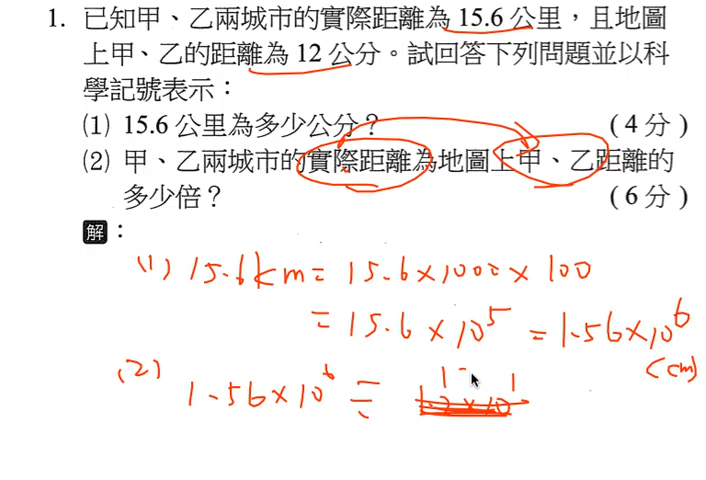 1. 已知甲、乙兩城市的實際距離為 15.6 公里，且地圖
上甲、乙的距離為 12 公分。試回答下列問題並以科
學記號表示：
(1) 15.6 公里為多少公分？ (4 分)
(2) 甲、乙兩城市的實際距離為地圖上甲、乙距離的
多少倍？ (6 分)
解：
(1) 15.6km = 15.6×1000×100
= 15.6×10⁵ = 1.56×10⁶
(cm)
(2) 1.56×10⁶ ÷